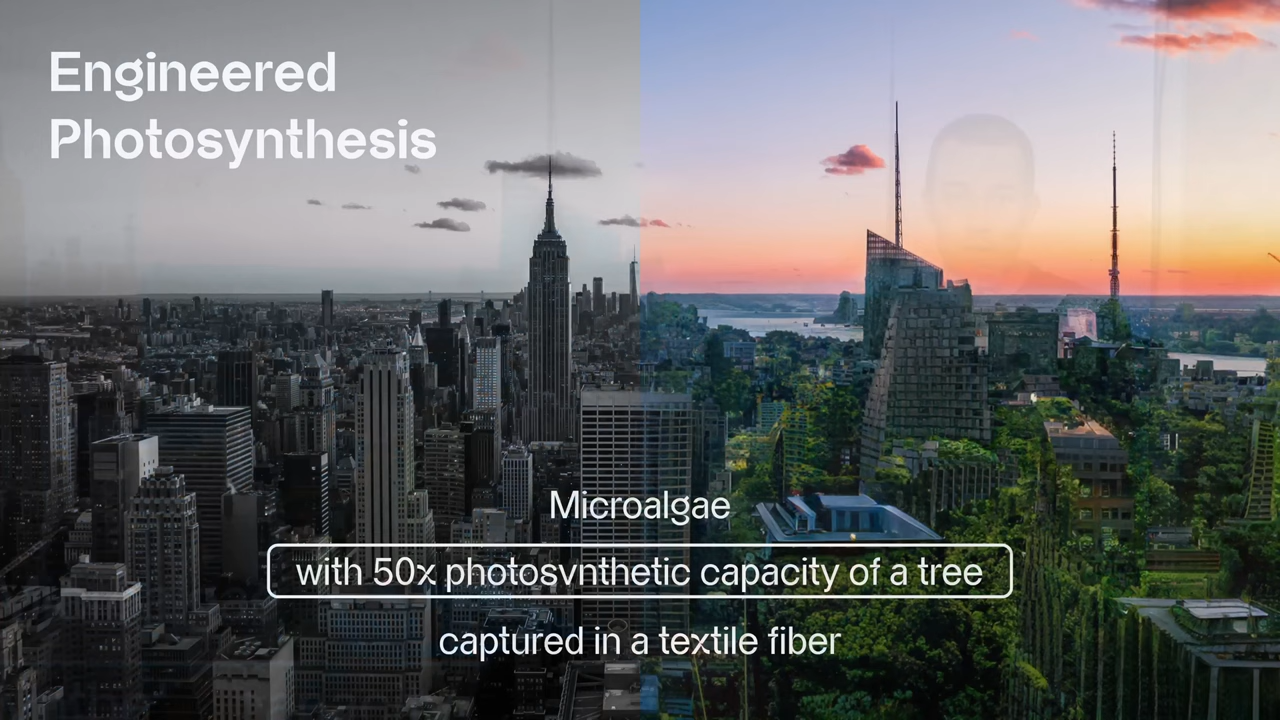 Engineered
Photosynthesis
Microalgae
with 50x photosynthetic capacity of a tree
captured in a textile fiber